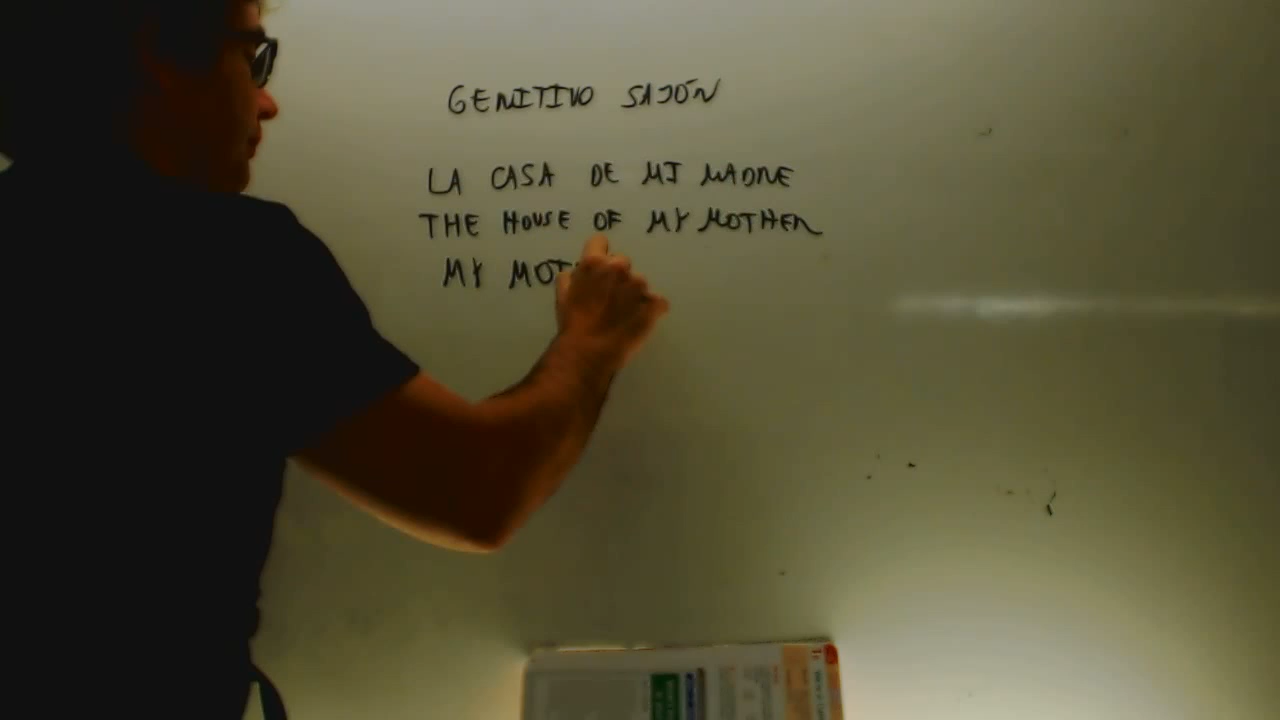 GENITIVO SAJÓN
LA CASA DE MI MADRE
THE HOUSE OF MY MOTHER
MY MOT